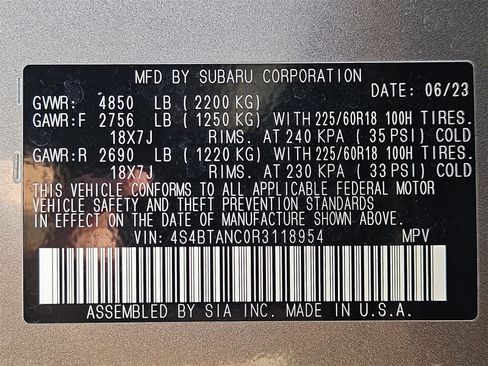 MFD BY SUBARU CORPORATION
DATE: 06/23
GVWR: 4850 LB (2200 KG)
GAWR:F 2756 LB (1250 KG) WITH 225/60R18 100H TIRES.
18X7J RIMS. AT 240 KPA (35 PSI) COLD
GAWR:R 2690 LB (1220 KG) WITH 225/60R18 100H TIRES.
18X7J RIMS. AT 230 KPA (33 PSI) COLD
THIS VEHICLE CONFORMS TO ALL APPLICABLE FEDERAL MOTOR
VEHICLE SAFETY AND THEFT PREVENTION STANDARDS
IN EFFECT ON THE DATE OF MANUFACTURE SHOWN ABOVE.
VIN: 4S4BTANC0R3118954 MPV
ASSEMBLED BY SIA INC. MADE IN U.S.A.